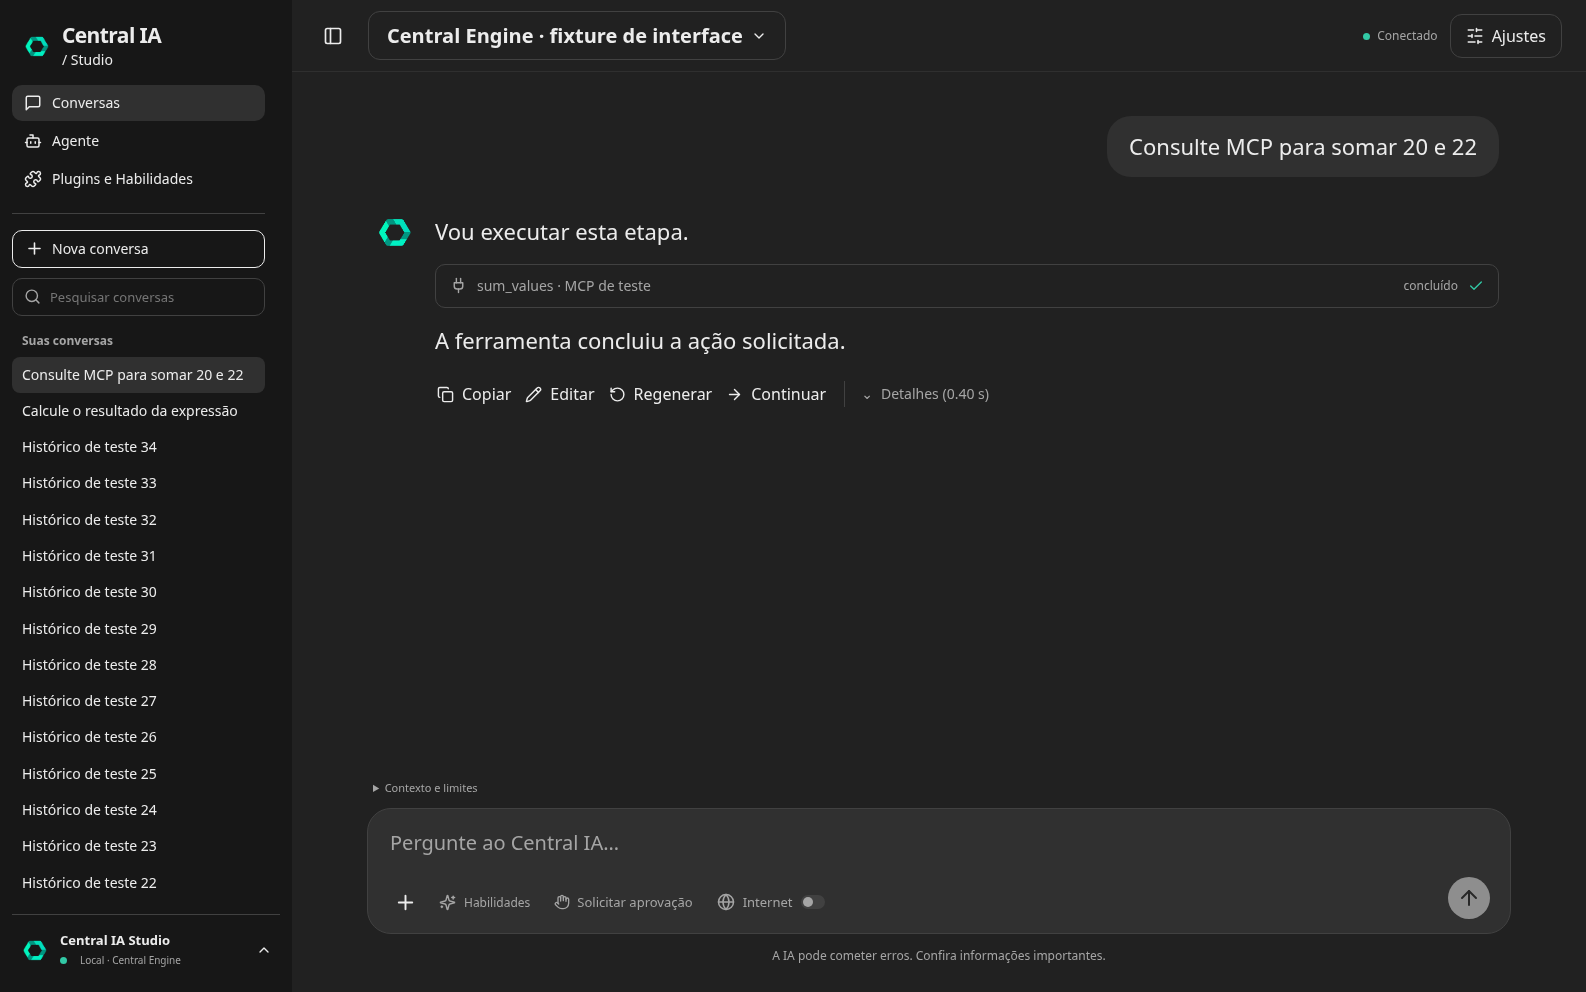 Central IA
/ Studio
Conversas
Agente
Plugins e Habilidades
Nova conversa
Pesquisar conversas
Suas conversas
Consulte MCP para somar 20 e 22
Calcule o resultado da expressão
Histórico de teste 34
Histórico de teste 33
Histórico de teste 32
Histórico de teste 31
Histórico de teste 30
Histórico de teste 29
Histórico de teste 28
Histórico de teste 27
Histórico de teste 26
Histórico de teste 25
Histórico de teste 24
Histórico de teste 23
Histórico de teste 22
Central IA Studio
Local · Central Engine
Central Engine · fixture de interface
Conectado
Ajustes
Consulte MCP para somar 20 e 22
Vou executar esta etapa.
sum_values · MCP de teste concluído
A ferramenta concluiu a ação solicitada.
Copiar Editar Regenerar Continuar Detalhes (0.40 s)
Contexto e limites
Pergunte ao Central IA...
Habilidades Solicitar aprovação Internet
A IA pode cometer erros. Confira informações importantes.